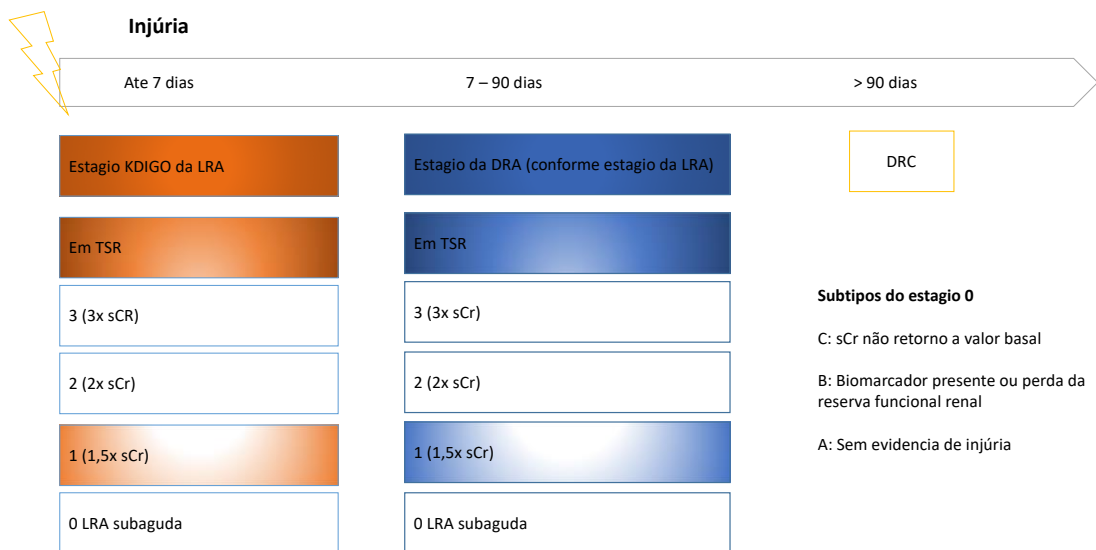 Injúria
Ate 7 dias
7 – 90 dias
> 90 dias
Estagio KDIGO da LRA
Estagio da DRA (conforme estagio da LRA)
DRC
Em TSR
Em TSR
3 (3x sCR)
3 (3x sCr)
2 (2x sCr)
2 (2x sCr)
1 (1,5x sCr)
1 (1,5x sCr)
0 LRA subaguda
0 LRA subaguda
Subtipos do estagio 0
C: sCr não retorno a valor basal
B: Biomarcador presente ou perda da
reserva funcional renal
A: Sem evidencia de injúria